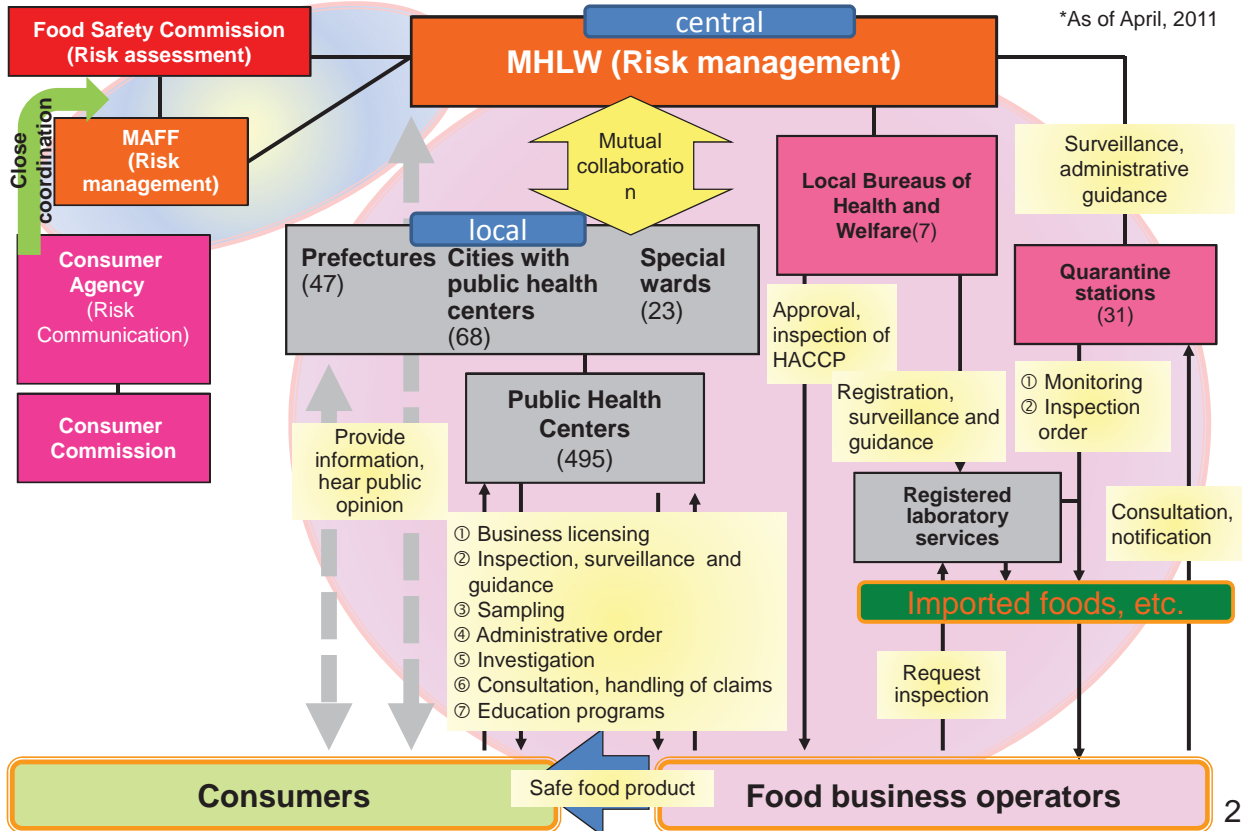 central
*As of April, 2011
Food Safety Commission
(Risk assessment)
MHLW (Risk management)
Close
coordination
MAFF
(Risk
management)
Mutual
collaboratio
n
Surveillance,
administrative
guidance
Local Bureaus of
Health and
Welfare(7)
local
Prefectures
(47)
Cities with
public health
centers
(68)
Special
wards
(23)
Consumer
Agency
(Risk
Communication)
Quarantine
stations
(31)
Approval,
inspection of
HACCP
Public Health
Centers
(495)
Registration,
surveillance and
guidance
① Monitoring
② Inspection
order
Consumer
Commission
Provide
information,
hear public
opinion
Registered
laboratory
services
Consultation,
notification
① Business licensing
② Inspection, surveillance and
guidance
③ Sampling
④ Administrative order
⑤ Investigation
⑥ Consultation, handling of claims
⑦ Education programs
Imported foods, etc.
Request
inspection
Consumers
Safe food product
Food business operators
2